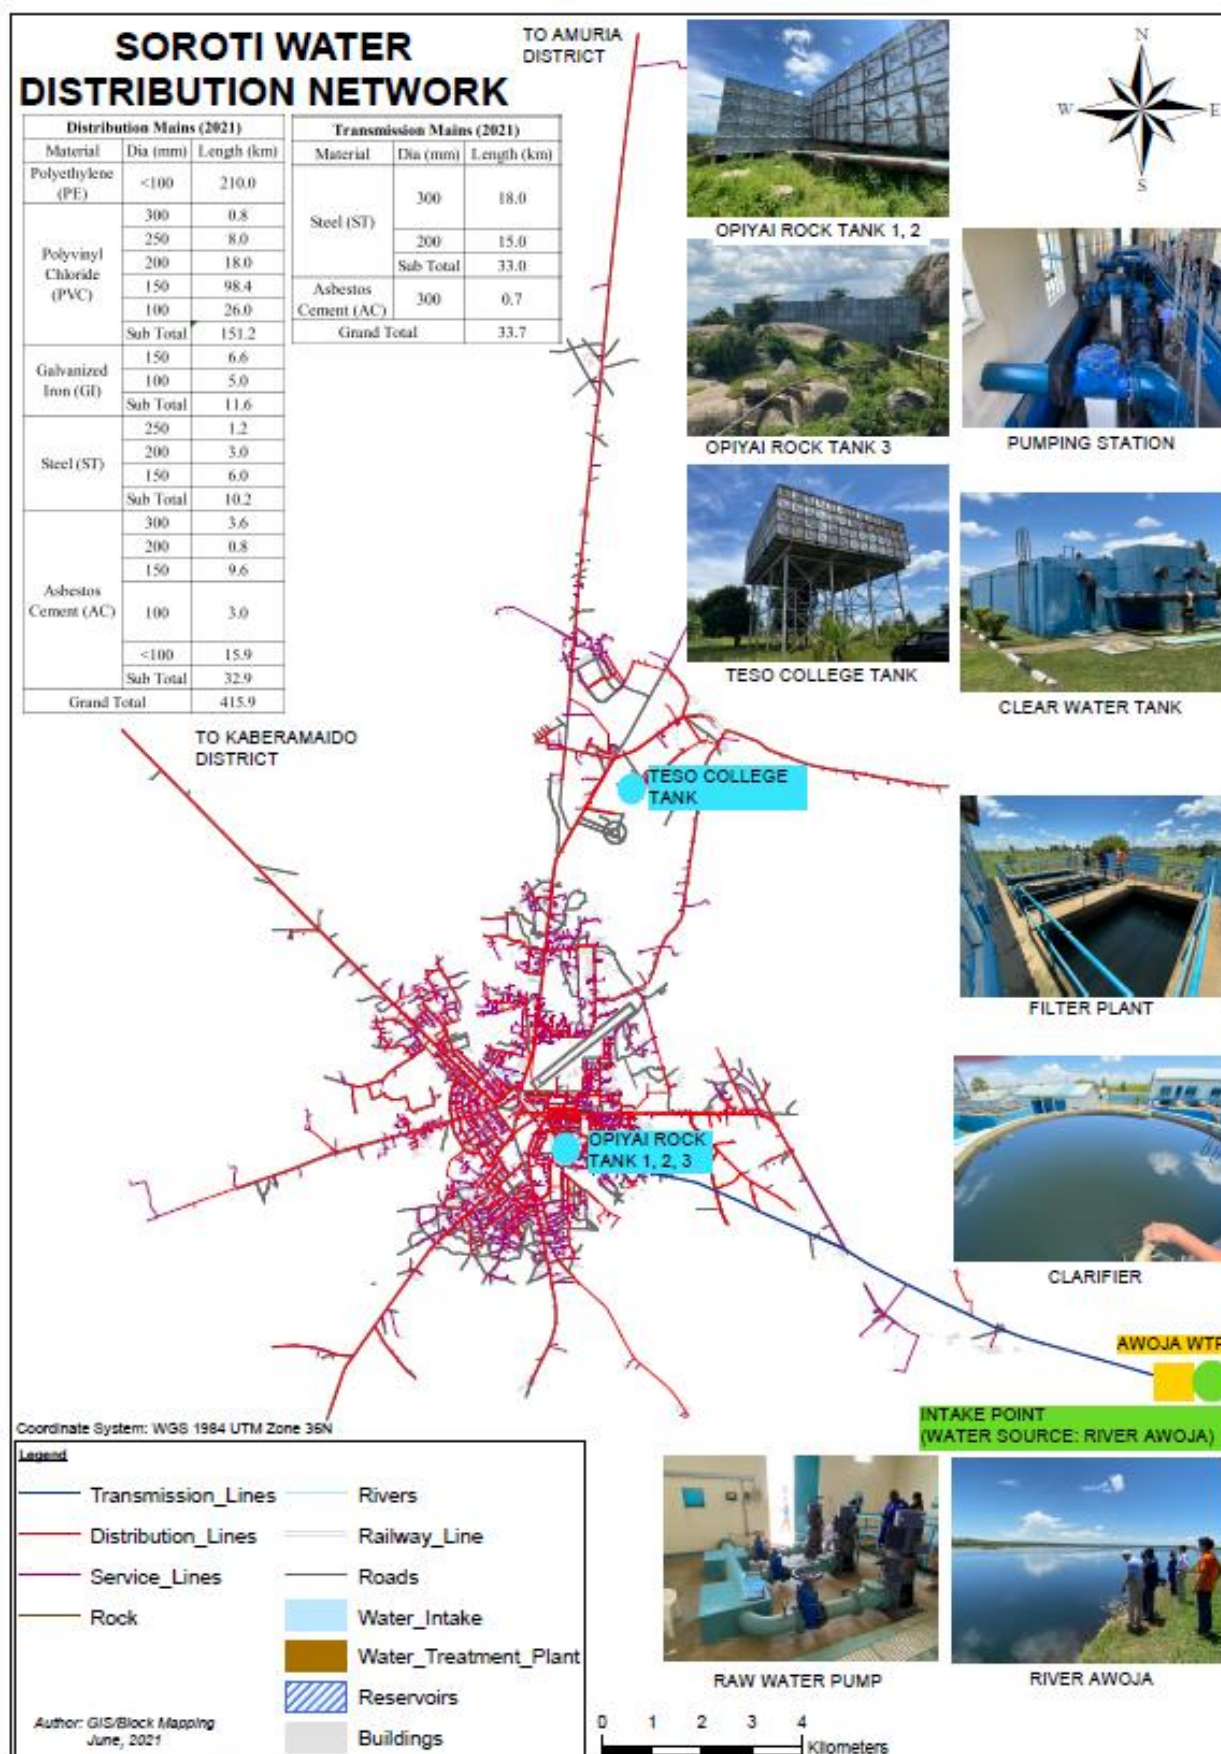 SOROTI WATER
DISTRIBUTION NETWORK
TO AMURIA
DISTRICT
N
W E
S
Distribution Mains (2021)
Material Dia (mm) Length (km)
Polyethylene
(PE) <100 210.0
Polyvinyl
Chloride
(PVC)
300 0.8
250 8.0
200 18.0
150 98.4
100 26.0
Sub Total 151.2
Galvanized
Iron (GI)
150 6.6
100 5.0
Sub Total 11.6
Steel (ST)
250 1.2
200 3.0
150 6.0
Sub Total 10.2
Asbestos
Cement (AC)
300 3.6
200 0.8
150 9.6
100 3.0
<100 15.9
Sub Total 32.9
Grand Total 415.9
Transmission Mains (2021)
Material Dia (mm) Length (km)
Steel (ST)
300 18.0
200 15.0
Sub Total 33.0
Asbestos
Cement (AC)
300 0.7
Grand Total 33.7
OPIYAI ROCK TANK 1, 2
OPIYAI ROCK TANK 3
PUMPING STATION
TESO COLLEGE TANK
CLEAR WATER TANK
TO KABERAMAIDO
DISTRICT
TESO COLLEGE
TANK
FILTER PLANT
OPIYAI ROCK
TANK 1, 2, 3
CLARIFIER
AWOJA WTP
INTAKE POINT
(WATER SOURCE: RIVER AWOJA)
Coordinate System: WGS 1984 UTM Zone 36N
Legend
Transmission_Lines
Distribution_Lines
Service_Lines
Rock
Rivers
Railway_Line
Roads
Water_Intake
Water_Treatment_Plant
Reservoirs
Buildings
Author: GIS/Block Mapping
June, 2021
RAW WATER PUMP
RIVER AWOJA
0 1 2 3 4
Kilometers